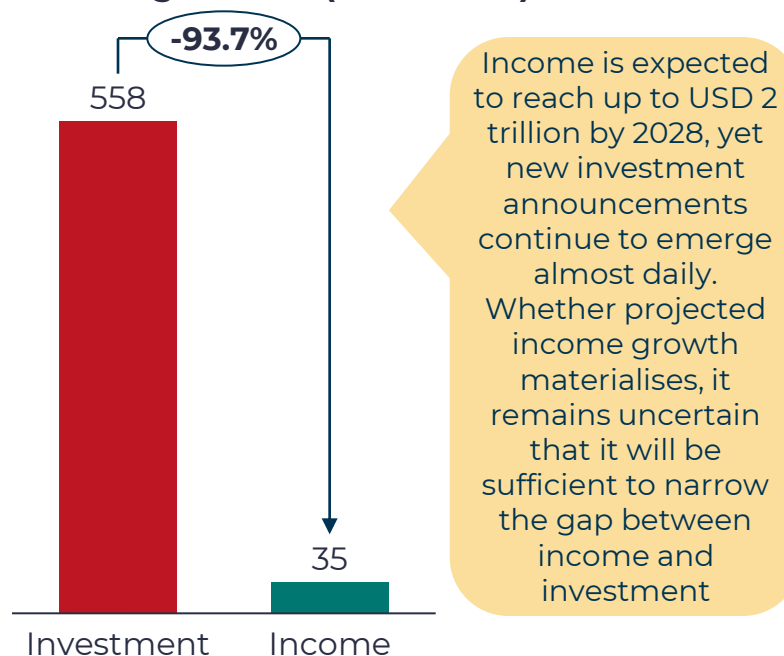 -93.7%
558
35
Investment
Income
Income is expected
to reach up to USD 2
trillion by 2028, yet
new investment
announcements
continue to emerge
almost daily.
Whether projected
income growth
materialises, it
remains uncertain
that it will be
sufficient to narrow
the gap between
income and
investment